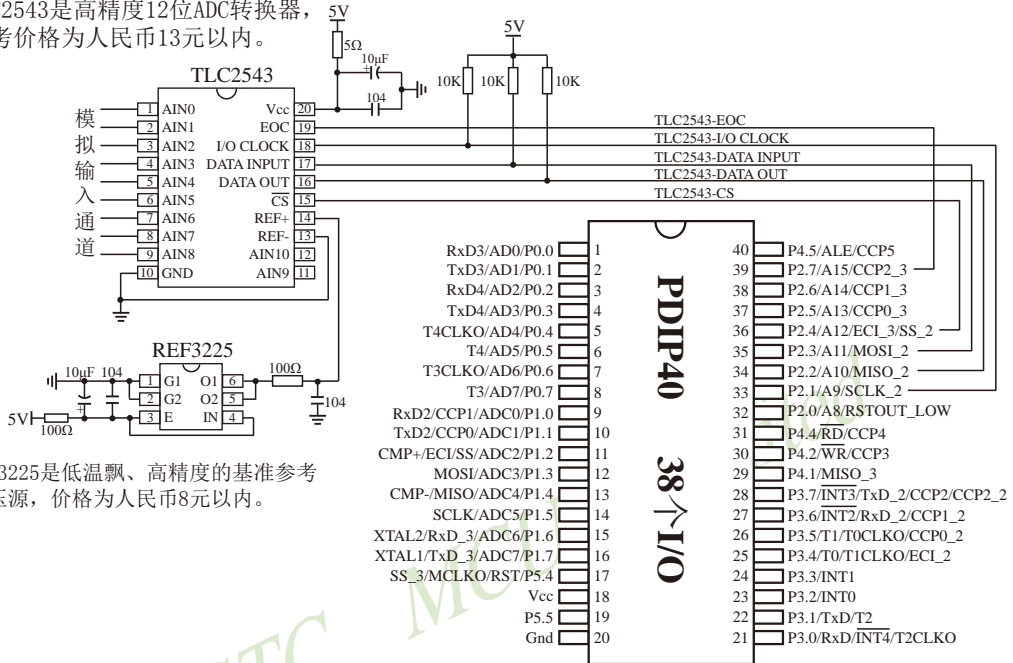 2543是高精度12位ADC转换器,
考价格为人民币13元以内。
5V
5Ω
10μF
+
104
5V
10K
10K
10K
TLC2543
模拟输入通道
1 AIN0
2 AIN1
3 AIN2
4 AIN3
5 AIN4
6 AIN5
7 AIN6
8 AIN7
9 AIN8
10 GND
Vcc 20
EOC 19
I/O CLOCK 18
DATA INPUT 17
DATA OUT 16
CS 15
REF+ 14
REF- 13
AIN10 12
AIN9 11
TLC2543-EOC
TLC2543-I/O CLOCK
TLC2543-DATA INPUT
TLC2543-DATA OUT
TLC2543-CS
REF3225
10μF 104
+
1 G1
2 G2
3 E
O1 6
O2 5
IN 4
100Ω
104
5V
100Ω
3225是低温飘、高精度的基准参考
压源，价格为人民币8元以内。
PDIP40 38个I/O
RxD3/AD0/P0.0 1
TxD3/AD1/P0.1 2
RxD4/AD2/P0.2 3
TxD4/AD3/P0.3 4
T4CLKO/AD4/P0.4 5
T4/AD5/P0.5 6
T3CLKO/AD6/P0.6 7
T3/AD7/P0.7 8
RxD2/CCP1/ADC0/P1.0 9
TxD2/CCP0/ADC1/P1.1 10
CMP+/ECI/SS/ADC2/P1.2 11
MOSI/ADC3/P1.3 12
CMP-/MISO/ADC4/P1.4 13
SCLK/ADC5/P1.5 14
XTAL2/RxD_3/ADC6/P1.6 15
XTAL1/TxD_3/ADC7/P1.7 16
SS_3/MCLKO/RST/P5.4 17
Vcc 18
P5.5 19
Gnd 20
40 P4.5/ALE/CCP5
39 P2.7/A15/CCP2_3
38 P2.6/A14/CCP1_3
37 P2.5/A13/CCP0_3
36 P2.4/A12/ECI_3/SS_2
35 P2.3/A11/MOSI_2
34 P2.2/A10/MISO_2
33 P2.1/A9/SCLK_2
32 P2.0/A8/RSTOUT_LOW
31 P4.4/RD/CCP4
30 P4.2/WR/CCP3
29 P4.1/MISO_3
28 P3.7/INT3/TxD_2/CCP2/CCP2_2
27 P3.6/INT2/RxD_2/CCP1_2
26 P3.5/T1/T0CLKO/CCP0_2
25 P3.4/T0/T1CLKO/ECI_2
24 P3.3/INT1
23 P3.2/INT0
22 P3.1/TxD/T2
21 P3.0/RxD/INT4/T2CLKO
MCU